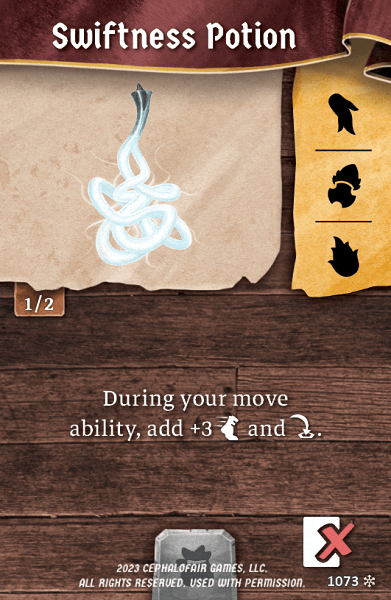 Swiftness Potion
1/2
During your move
ability, add +3 and .
2023 CEPHALOFAIR GAMES, LLC.
ALL RIGHTS RESERVED. USED WITH PERMISSION.
1073